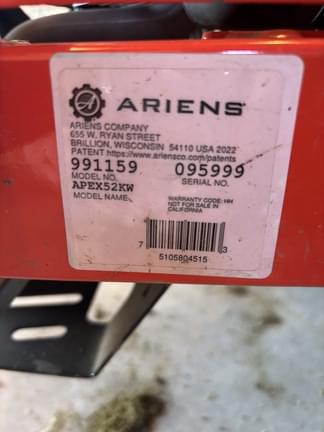 ARIENS
ARIENS COMPANY
655 W. RYAN STREET
BRILLION, WISCONSIN 54110 USA 2022
PATENT https://www.ariensco.com/patents
991159 095999
MODEL NO. SERIAL NO.
APEX52KW
MODEL NAME
WARRANTY CODE: HH
NOT FOR SALE IN
CALIFORNIA
7 3
5105804515